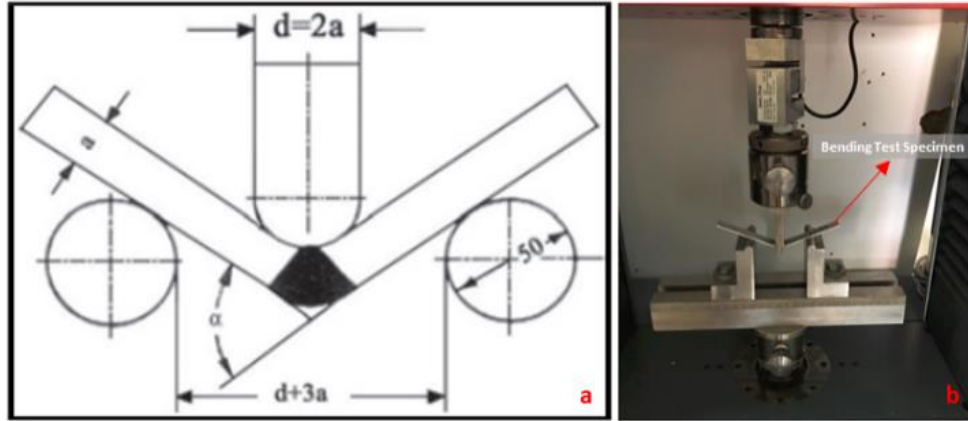 d=2a
a
50
α
d+3a
a
Bending Test Specimen
b